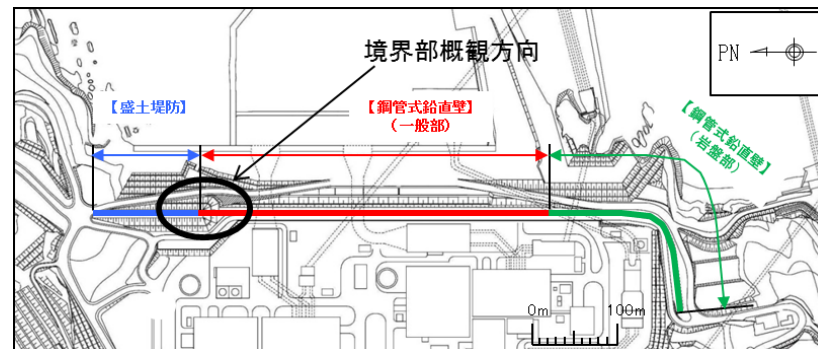 境界部概観方向
PN
【盛土堤防】
【鋼管式鉛直壁】
（一般部）
【鋼管式鉛直壁】
（岩盤部）
0m
100m